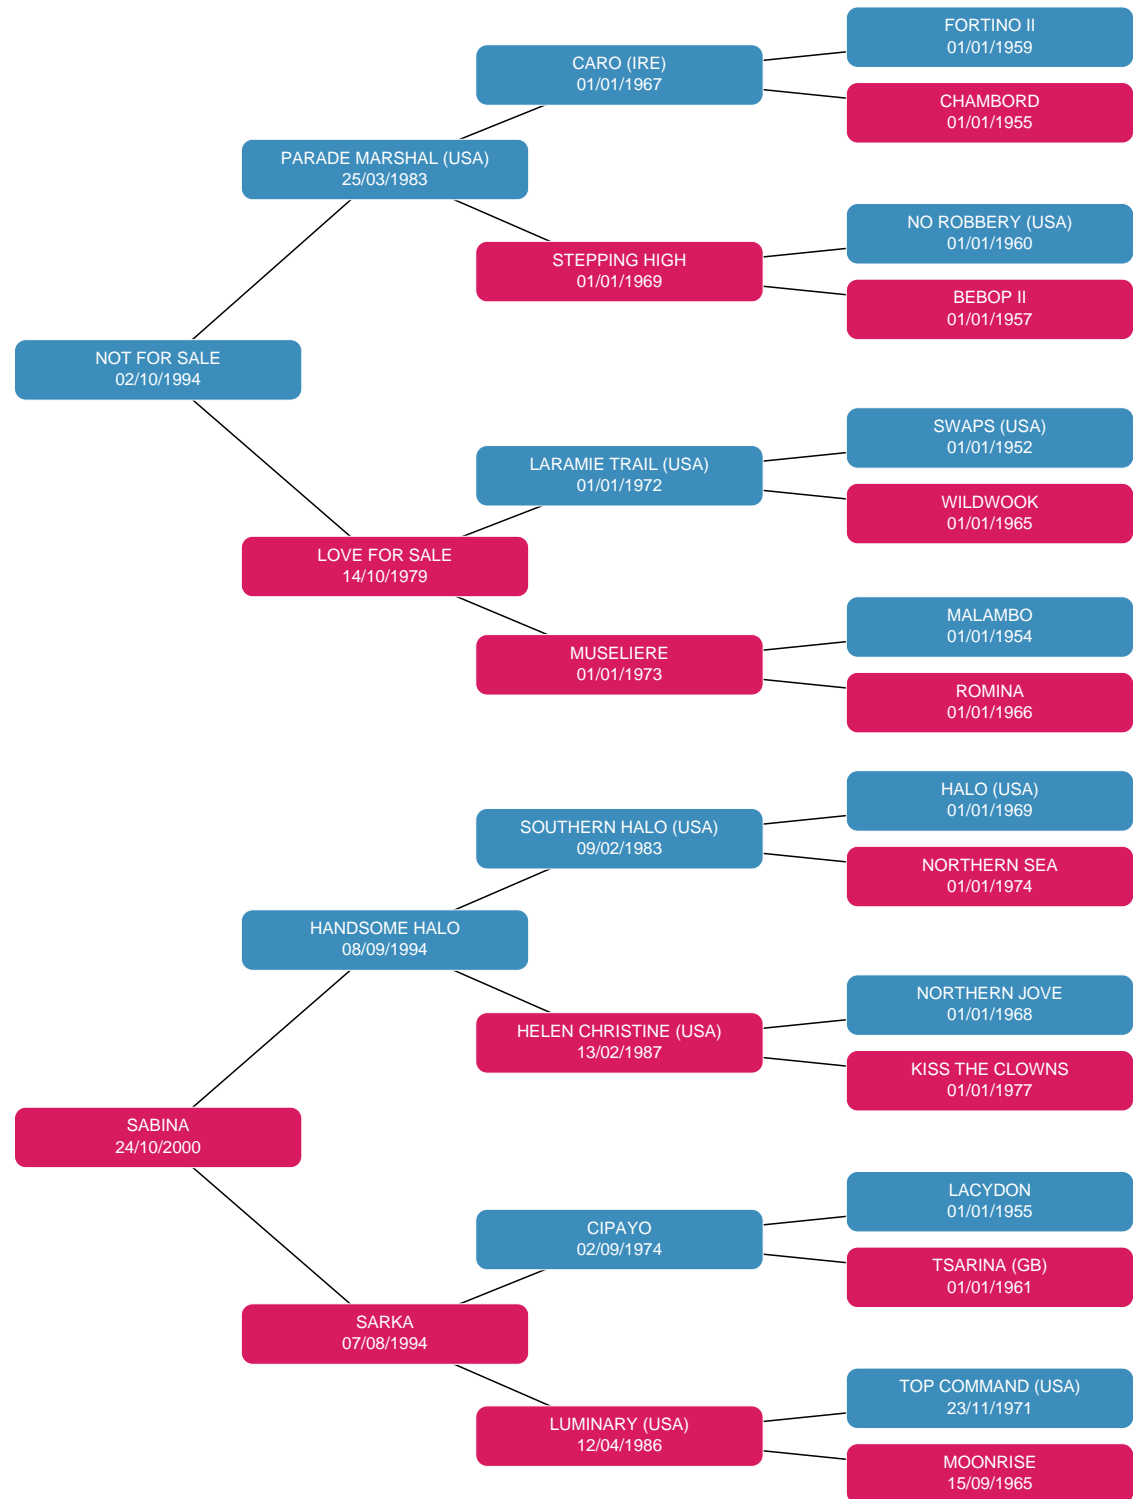 FORTINO II
01/01/1959
CARO (IRE)
01/01/1967
CHAMBORD
01/01/1955
PARADE MARSHAL (USA)
25/03/1983
NO ROBBERY (USA)
01/01/1960
STEPPING HIGH
01/01/1969
BEBOP II
01/01/1957
NOT FOR SALE
02/10/1994
SWAPS (USA)
01/01/1952
LARAMIE TRAIL (USA)
01/01/1972
WILDWOOK
01/01/1965
LOVE FOR SALE
14/10/1979
MALAMBO
01/01/1954
MUSELIERE
01/01/1973
ROMINA
01/01/1966
HALO (USA)
01/01/1969
SOUTHERN HALO (USA)
09/02/1983
NORTHERN SEA
01/01/1974
HANDSOME HALO
08/09/1994
NORTHERN JOVE
01/01/1968
HELEN CHRISTINE (USA)
13/02/1987
KISS THE CLOWNS
01/01/1977
SABINA
24/10/2000
LACYDON
01/01/1955
CIPAYO
02/09/1974
TSARINA (GB)
01/01/1961
SARKA
07/08/1994
TOP COMMAND (USA)
23/11/1971
LUMINARY (USA)
12/04/1986
MOONRISE
15/09/1965